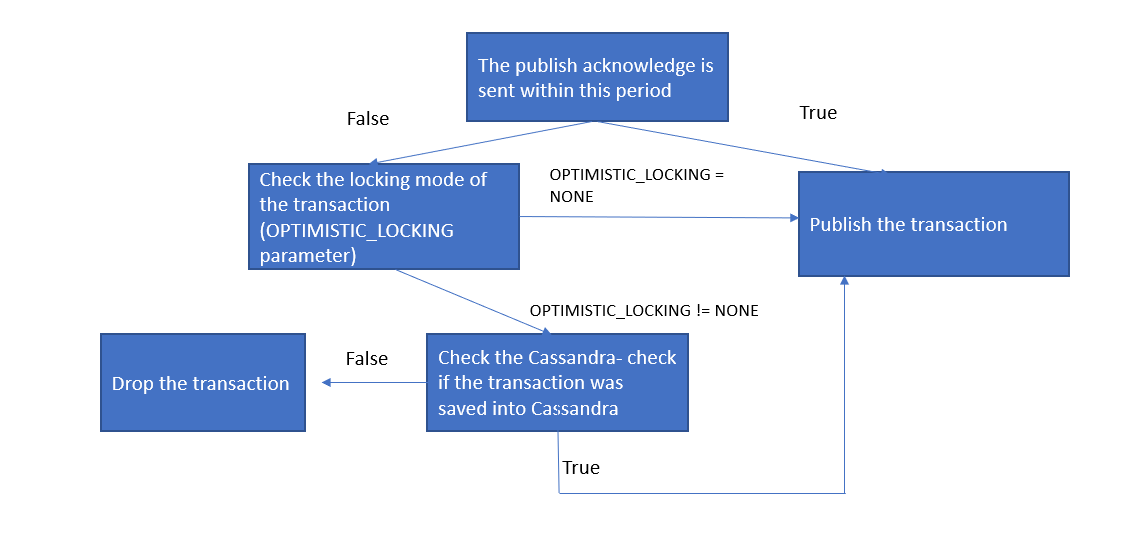 The publish acknowledge is
sent within this period
False
True
Check the locking mode of
the transaction
(OPTIMISTIC_LOCKING
parameter)
OPTIMISTIC_LOCKING =
NONE
Publish the transaction
OPTIMISTIC_LOCKING != NONE
Drop the transaction
False
Check the Cassandra- check
if the transaction was
saved into Cassandra
True